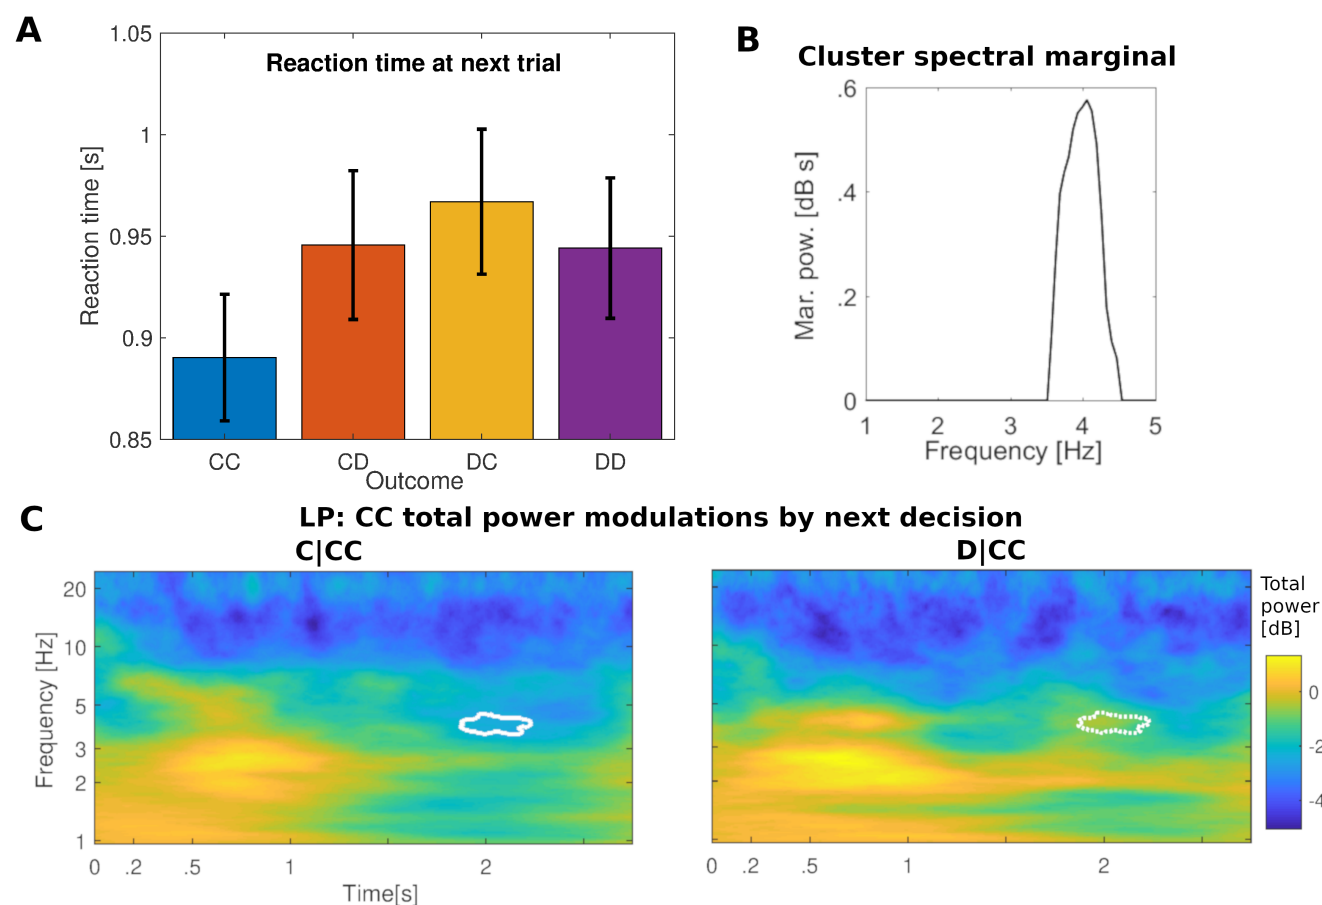 A
Reaction time at next trial
1.05
1
0.95
0.9
0.85
Reaction time [s]
CC
CD
DC
DD
Outcome
B
Cluster spectral marginal
.6
.4
.2
0
Mar. pow. [dB s]
1
2
3
4
5
Frequency [Hz]
C
LP: CC total power modulations by next decision
C|CC
D|CC
20
10
5
3
2
1
Frequency [Hz]
0
.2
.5
1
2
Time[s]
0
.2
.5
1
2
Total
power
[dB]
0
-2
-4